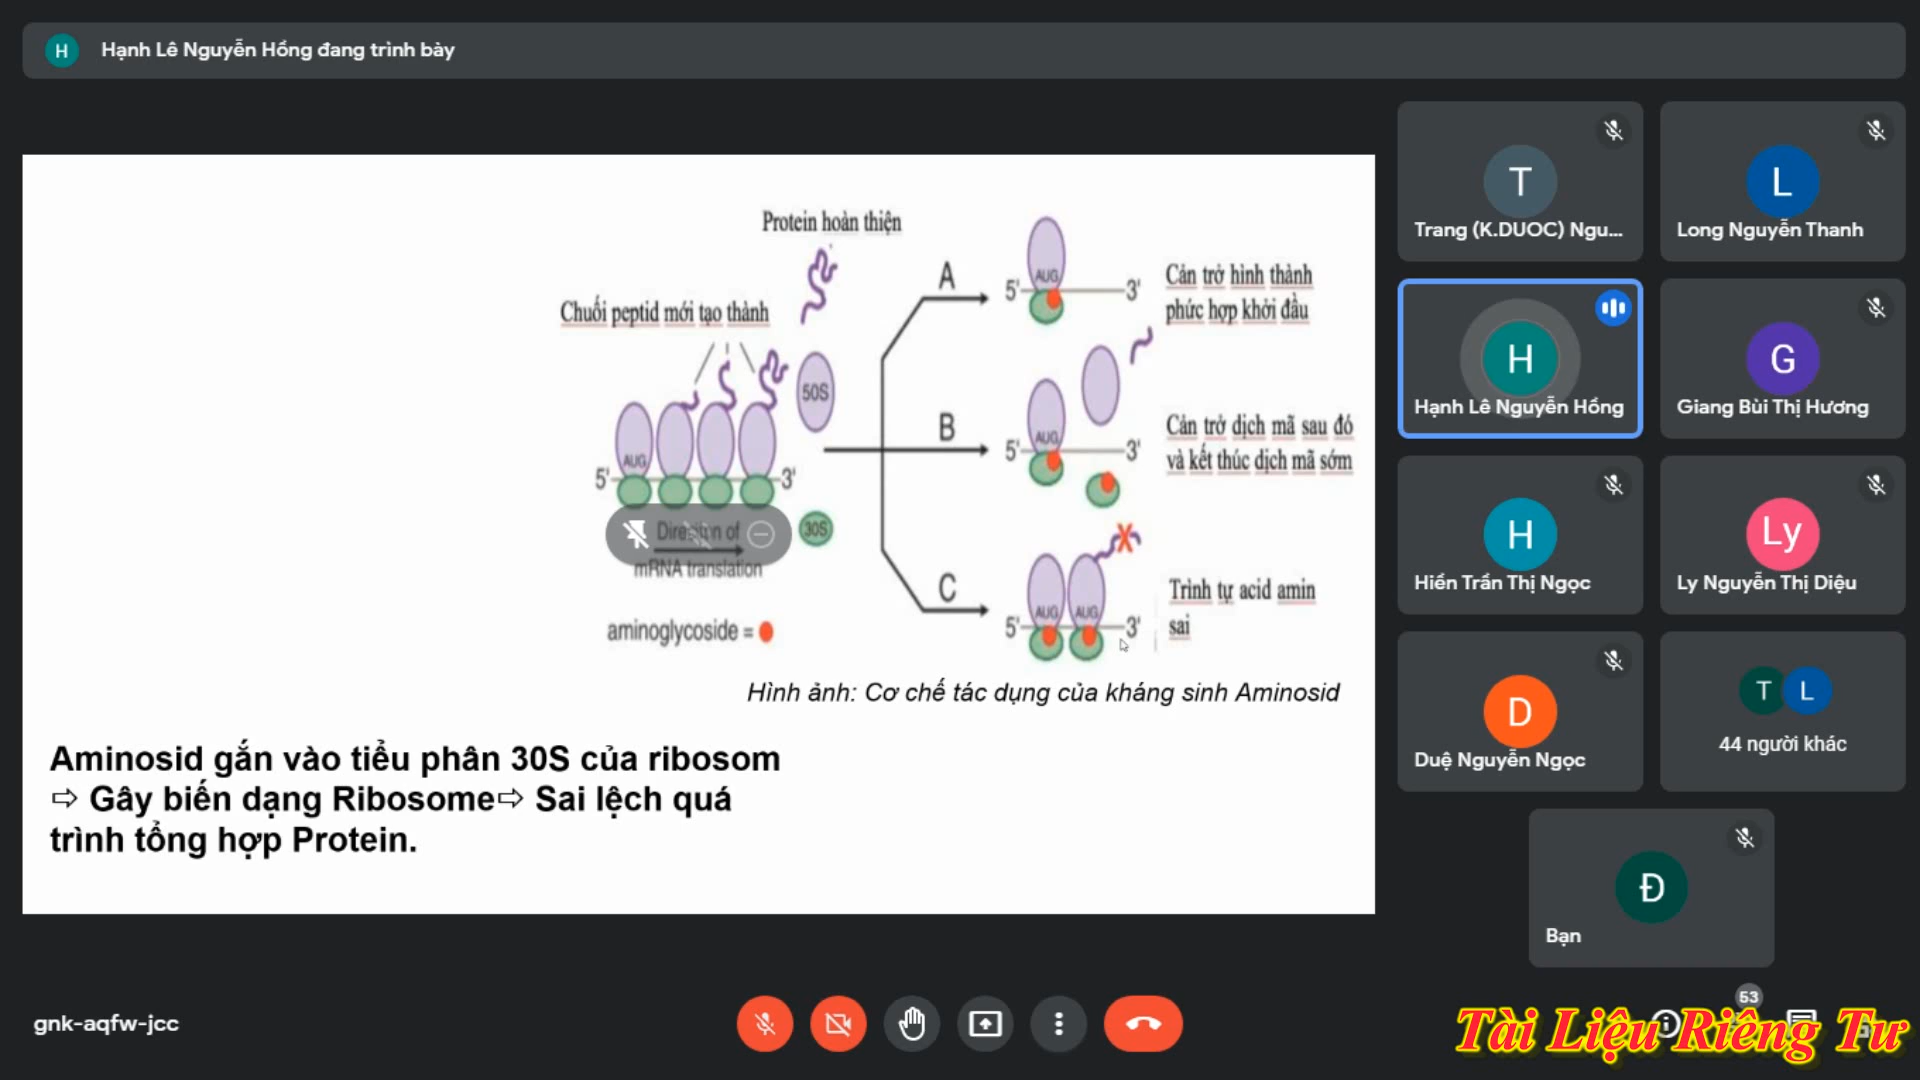 H Hạnh Lê Nguyễn Hồng đang trình bày
Protein hoàn thiện
Chuối peptid mới tạo thành
50S
AUG
5' 3'
30S
Direction of
mRNA translation
aminoglycoside =
A
AUG
5' 3'
Cản trở hình thành
phức hợp khởi đầu
B
AUG
5' 3'
Cản trở dịch mã sau đó
và kết thúc dịch mã sớm
C
X
AUG AUG
5' 3'
Trình tự acid amin
sai
Hình ảnh: Cơ chế tác dụng của kháng sinh Aminosid
Aminosid gắn vào tiểu phân 30S của ribosom
⇨ Gây biến dạng Ribosome⇨ Sai lệch quá
trình tổng hợp Protein.
T
Trang (K.DUOC) Ngu...
L
Long Nguyễn Thanh
H
Hạnh Lê Nguyễn Hồng
G
Giang Bùi Thị Hương
H
Hiền Trần Thị Ngọc
Ly
Ly Nguyễn Thị Diệu
D
Duệ Nguyễn Ngọc
T L
44 người khác
Đ
Bạn
gnk-aqfw-jcc
53
Tài Liệu Riêng Tư